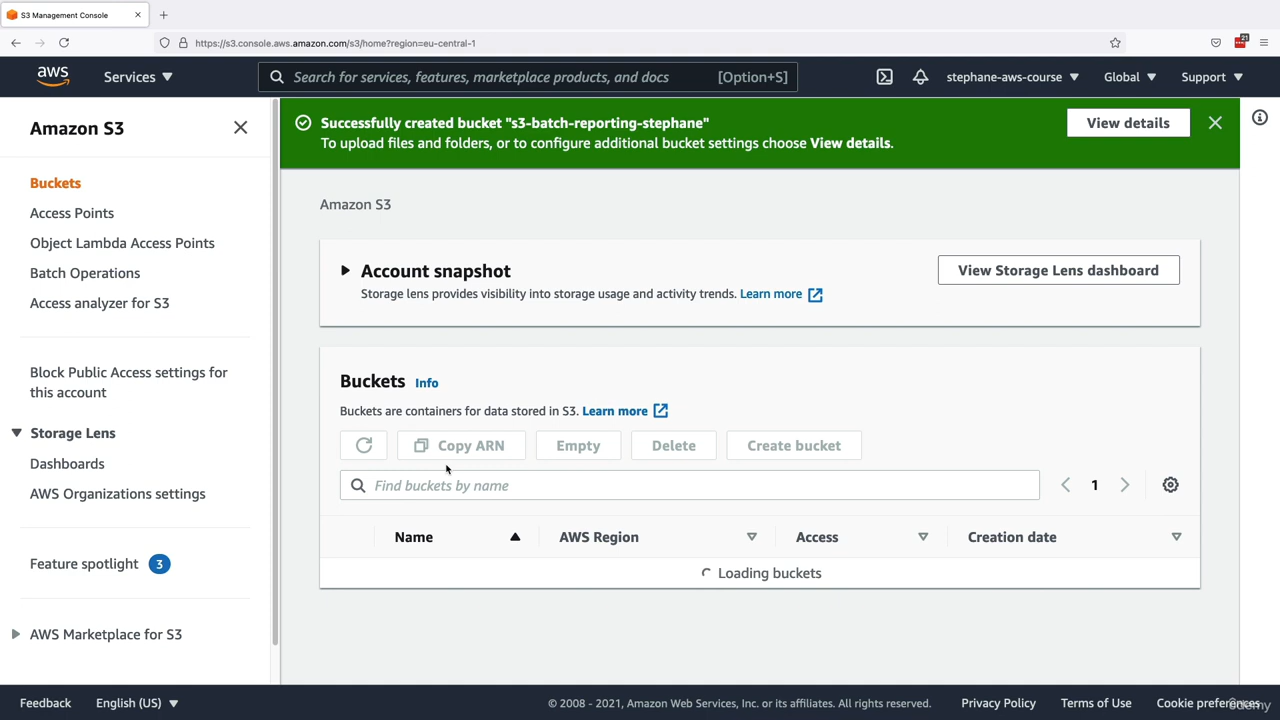 S3 Management Console
https://s3.console.aws.amazon.com/s3/home?region=eu-central-1
21
aws
Services
Search for services, features, marketplace products, and docs
[Option+S]
stephane-aws-course
Global
Support
Amazon S3
Buckets
Access Points
Object Lambda Access Points
Batch Operations
Access analyzer for S3
Block Public Access settings for
this account
Storage Lens
Dashboards
AWS Organizations settings
Feature spotlight 3
AWS Marketplace for S3
Successfully created bucket "s3-batch-reporting-stephane"
To upload files and folders, or to configure additional bucket settings choose View details.
View details
Amazon S3
Account snapshot
Storage lens provides visibility into storage usage and activity trends. Learn more
View Storage Lens dashboard
Buckets Info
Buckets are containers for data stored in S3. Learn more
Copy ARN
Empty
Delete
Create bucket
Find buckets by name
1
Name
AWS Region
Access
Creation date
Loading buckets
Feedback
English (US)
© 2008 - 2021, Amazon Web Services, Inc. or its affiliates. All rights reserved.
Privacy Policy
Terms of Use
Cookie preferences
Udemy